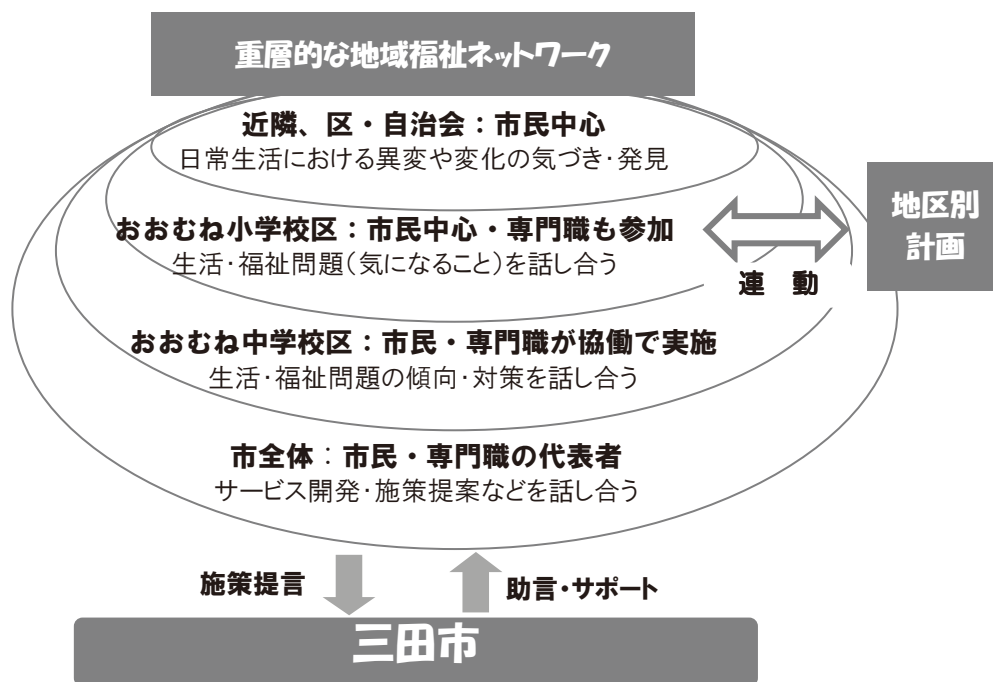 重層的な地域福祉ネットワーク
近隣、区・自治会：市民中心
日常生活における異変や変化の気づき・発見
おおむね小学校区：市民中心・専門職も参加
生活・福祉問題（気になること）を話し合う
地区別
計画
連　動
おおむね中学校区：市民・専門職が協働で実施
生活・福祉問題の傾向・対策を話し合う
市全体：市民・専門職の代表者
サービス開発・施策提案などを話し合う
施策提言
助言・サポート
三田市